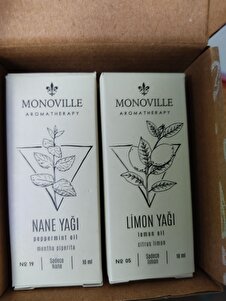 MONOVILLE
AROMATHERAPY
NANE YAĞI
peppermint oil
mentha piperita
Nº 19
Sadece
Nane
10 ml
MONOVILLE
AROMATHERAPY
LİMON YAĞI
lemon oil
citrus limon
Nº 05
Sadece
limon
10 ml